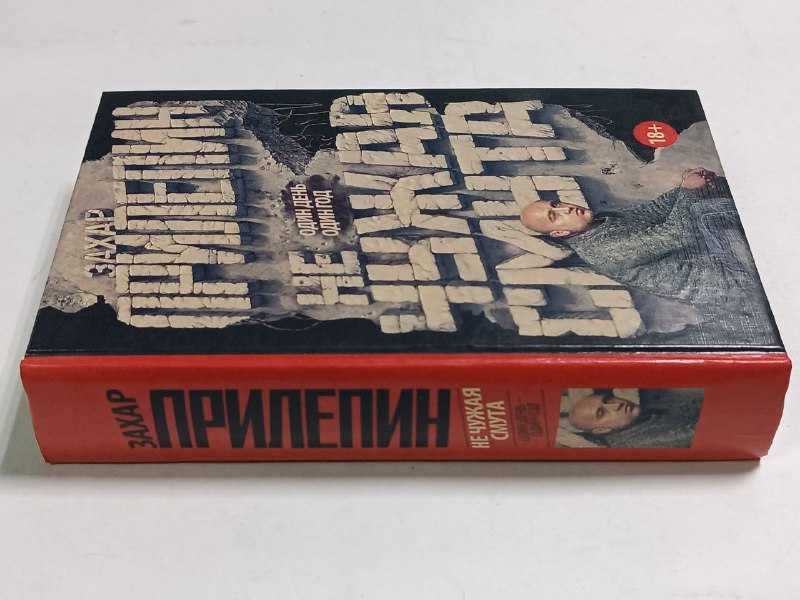 ЗАХАР
ПРИЛЕПИН
НЕ
ОДИН ДЕНЬ
ОДИН ГОД
ЧУЖАЯ
СМУТА
18+
ЗАХАР
ПРИЛЕПИН
НЕ ЧУЖАЯ
СМУТА